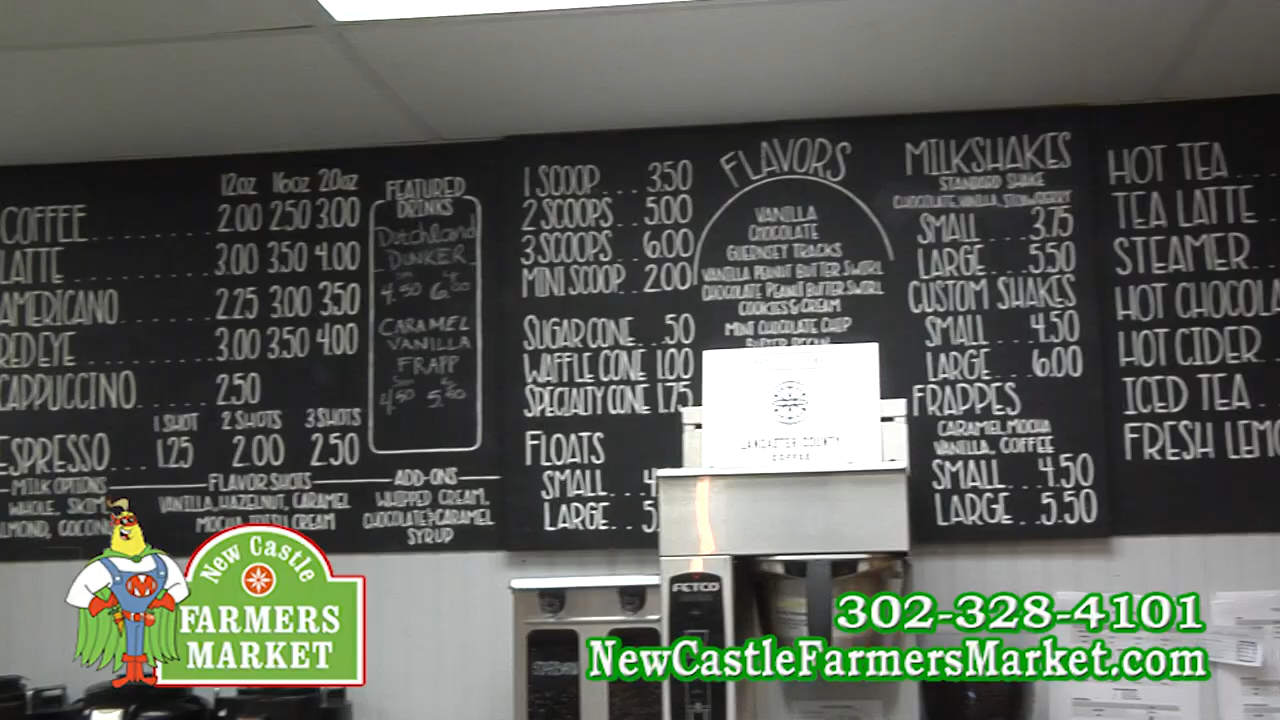 12oz 16oz 20oz
COFFEE 2.00 2.50 3.00
LATTE 3.00 3.50 4.00
AMERICANO 2.25 3.00 3.50
REDEYE 3.00 3.50 4.00
CAPPUCCINO 2.50
1 SHOT 2 SHOTS 3 SHOTS
ESPRESSO 1.25 2.00 2.50
MILK OPTIONS
WHOLE, SKIM
ALMOND, COCONUT
FLAVOR SHOTS
VANILLA, HAZELNUT, CARAMEL
MOCHA, IRISH CREAM
ADD-ONS
WHIPPED CREAM,
CHOCOLATE & CARAMEL
SYRUP
FEATURED
DRINKS
Dutchland
DUNKER
4.50 6.00
CARAMEL
VANILLA
FRAPP
4.50
1 SCOOP 3.50
2 SCOOPS 5.00
3 SCOOPS 6.00
MINI SCOOP 2.00
SUGAR CONE .50
WAFFLE CONE 1.00
SPECIALTY CONE 1.75
FLOATS
SMALL 4
LARGE 5
FLAVORS
VANILLA
CHOCOLATE
GUERNSEY TRACKS
VANILLA PEANUT BUTTER SWIRL
CHOCOLATE PEANUT BUTTER SWIRL
COOKIES & CREAM
MINT CHOCOLATE CHIP
BUTTER PECAN
LANCASTER COUNTY
COFFEE
FETCO
MILKSHAKES
STANDARD SHAKE
CHOCOLATE, VANILLA, STRAWBERRY
SMALL 3.75
LARGE 5.50
CUSTOM SHAKES
SMALL 4.50
LARGE 6.00
FRAPPES
CARAMEL, MOCHA
VANILLA, COFFEE
SMALL 4.50
LARGE 5.50
HOT TEA
TEA LATTE
STEAMER
HOT CHOCOLA
HOT CIDER
ICED TEA
FRESH LEMO
M
New Castle
FARMERS
MARKET
302-328-4101
NewCastleFarmersMarket.com